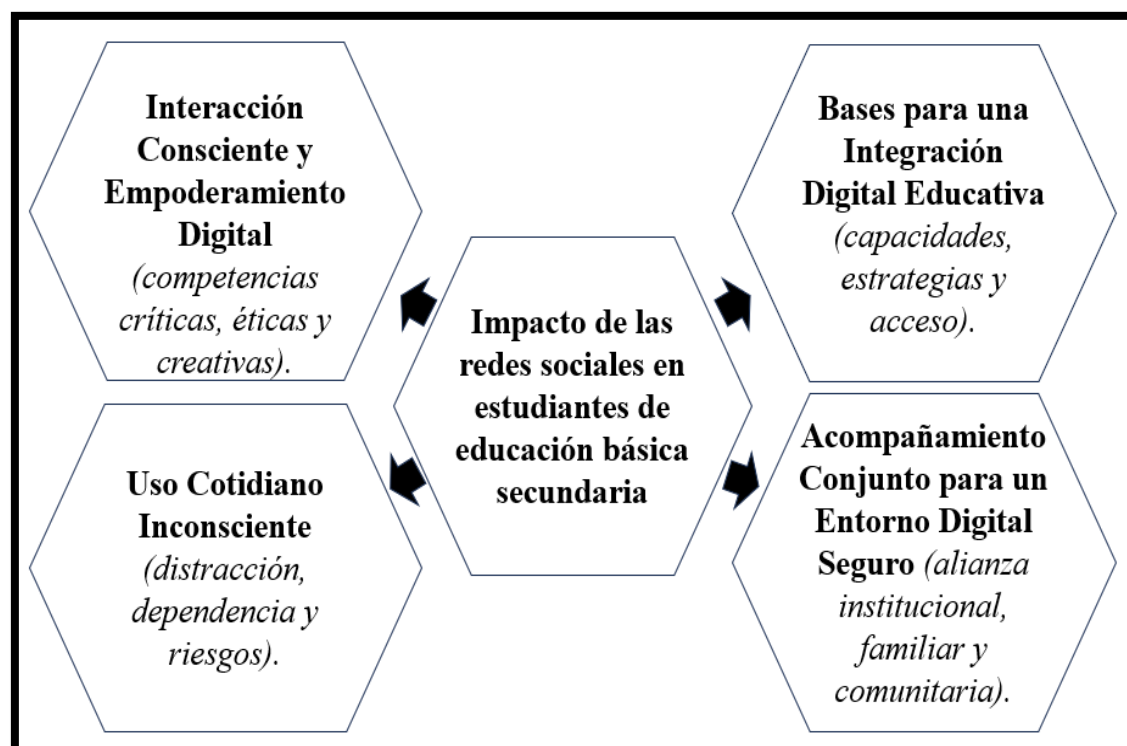 Interacción
Consciente y
Empoderamiento
Digital
(competencias
críticas, éticas y
creativas).
Bases para una
Integración
Digital Educativa
(capacidades,
estrategias y
acceso).
Impacto de las
redes sociales en
estudiantes de
educación básica
secundaria
Uso Cotidiano
Inconsciente
(distracción,
dependencia y
riesgos).
Acompañamiento
Conjunto para un
Entorno Digital
Seguro (alianza
institucional,
familiar y
comunitaria).